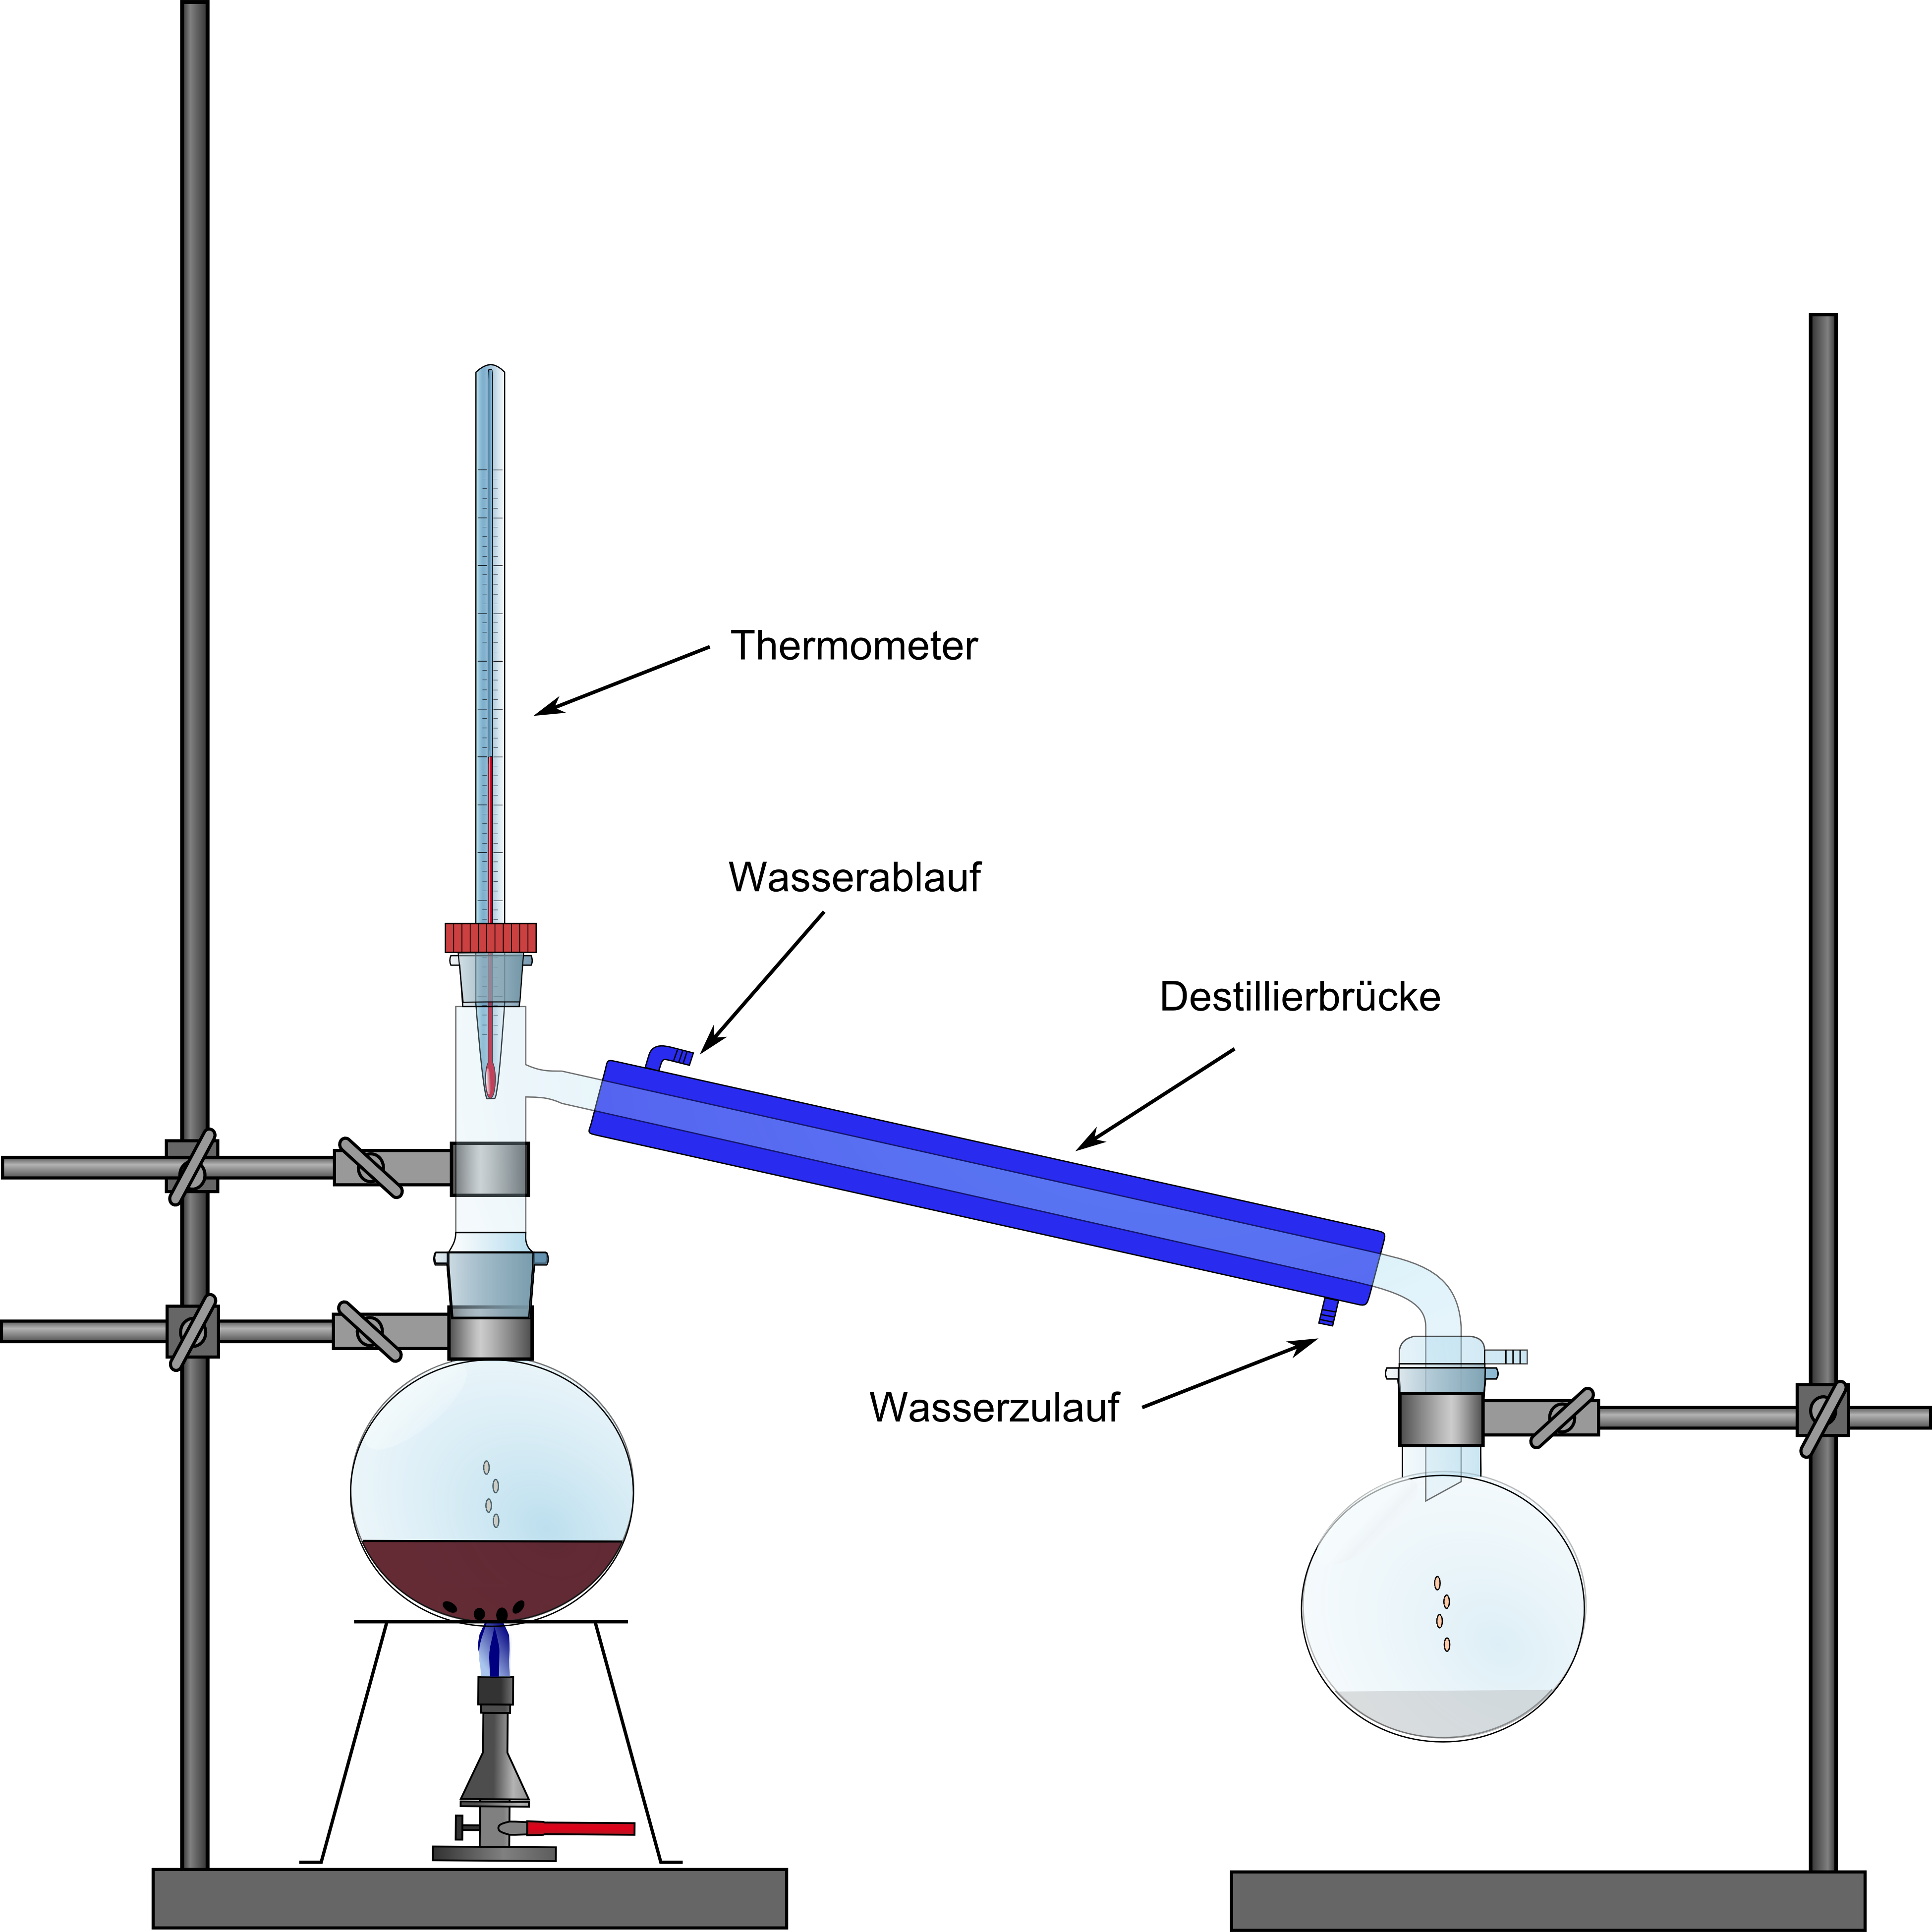 Thermometer
Wasserablauf
Destillierbrücke
Wasserzulauf